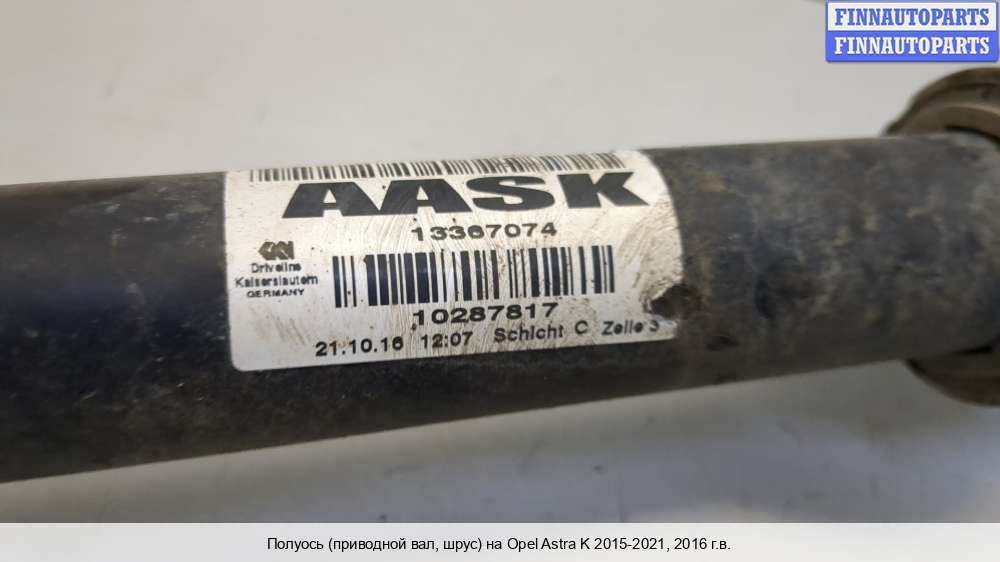 FINNAUTOPARTS
FINNAUTOPARTS
AASK
13367074
GKN
Driveline
Kaiserslautern
GERMANY
10287817
21.10.16 12:07 Schicht C Zelle 3
Полуось (приводной вал, шрус) на Opel Astra K 2015-2021, 2016 г.в.